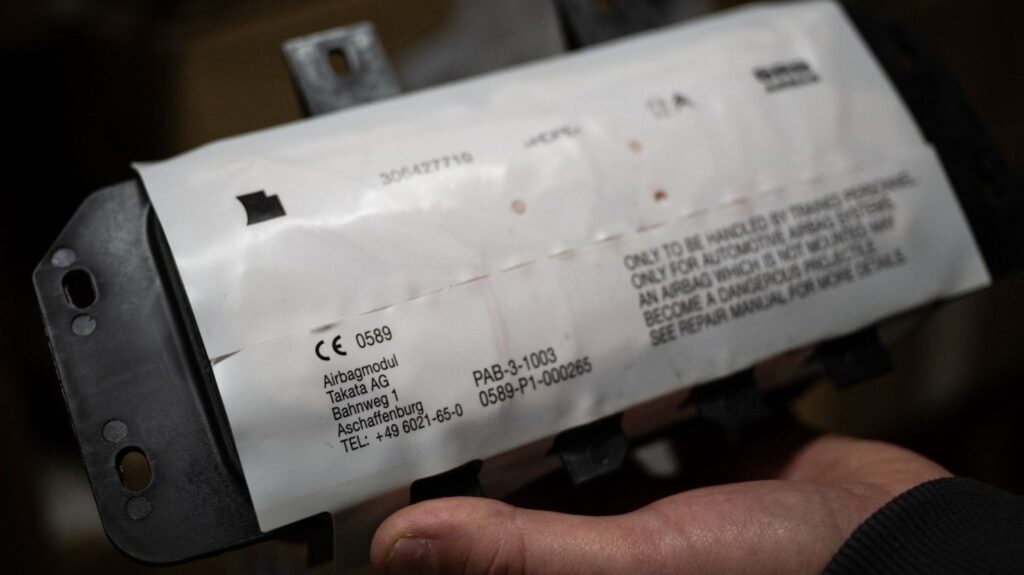 306427710
CE 0589
Airbagmodul
Takata AG
Bahnweg 1
Aschaffenburg
TEL: +49 6021-65-0
PAB-3-1003
0589-P1-000265
ONLY TO BE HANDLED BY TRAINED PERSONNEL
ONLY FOR AUTOMOTIVE AIRBAG SYSTEMS
AN AIRBAG WHICH IS NOT MOUNTED MAY
BECOME A DANGEROUS PROJECTILE.
SEE REPAIR MANUAL FOR MORE DETAILS